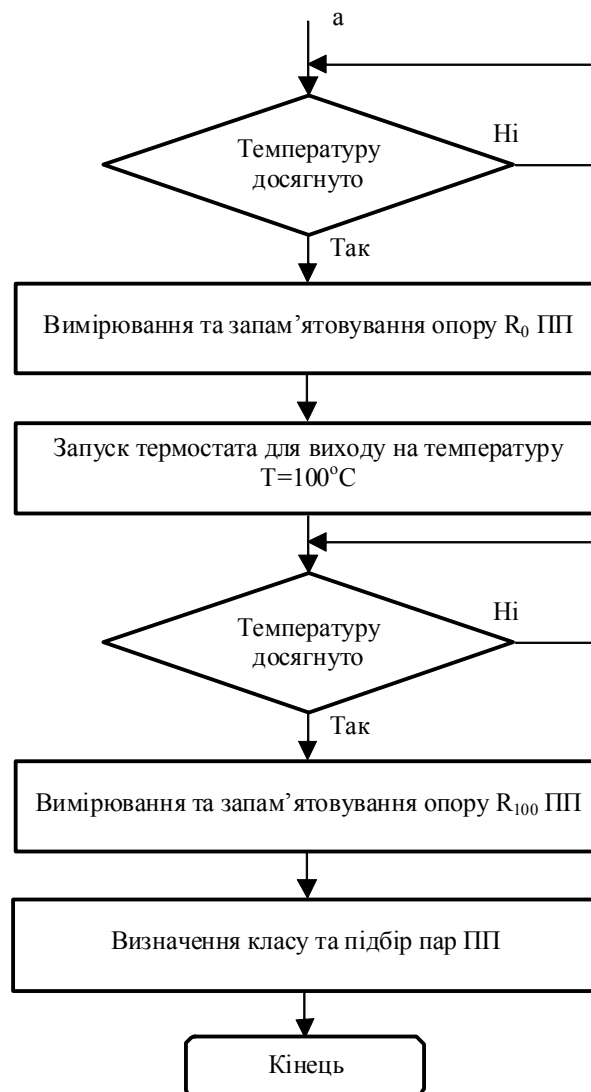 а
Температуру
досягнуто
Ні
Так
Вимірювання та запам’ятовування опору R₀ ПП
Запуск термостата для виходу на температуру
Т=100°С
Температуру
досягнуто
Ні
Так
Вимірювання та запам’ятовування опору R₁₀₀ ПП
Визначення класу та підбір пар ПП
Кінець